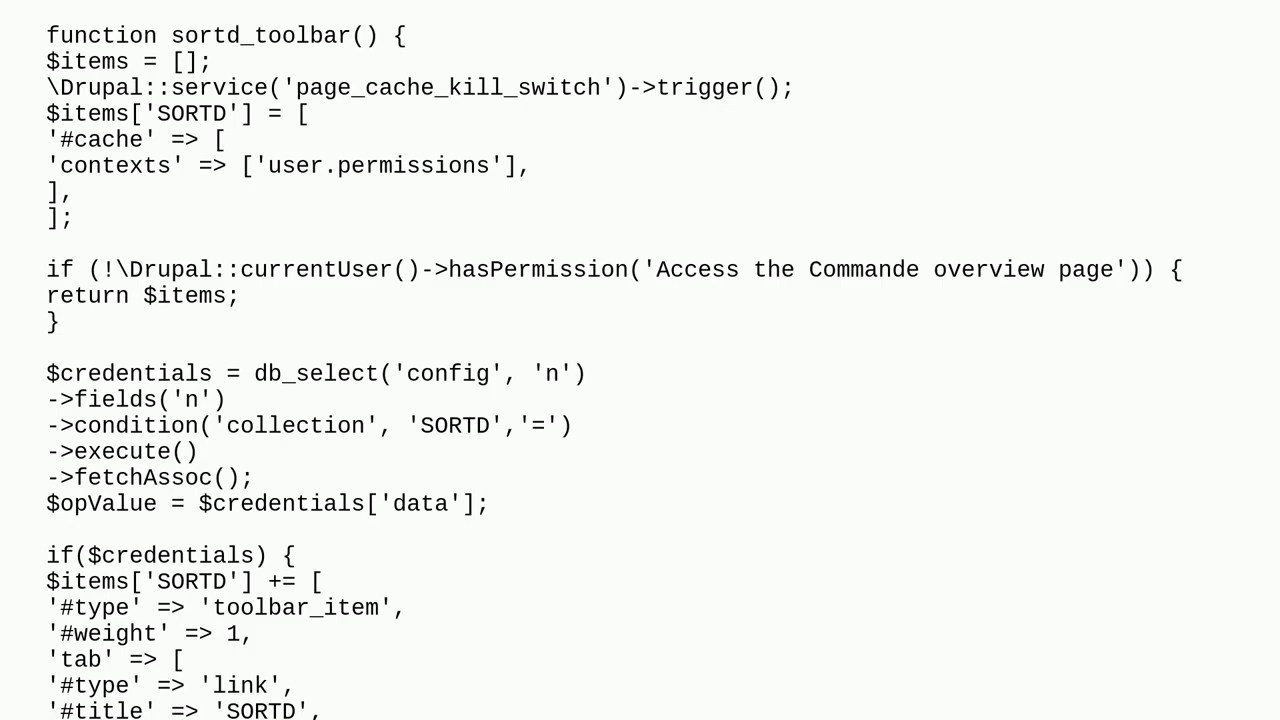 function sortd_toolbar() {
$items = [];
\Drupal::service('page_cache_kill_switch')->trigger();
$items['SORTD'] = [
'#cache' => [
'contexts' => ['user.permissions'],
],
];

if (!\Drupal::currentUser()->hasPermission('Access the Commande overview page')) {
return $items;
}

$credentials = db_select('config', 'n')
->fields('n')
->condition('collection', 'SORTD','=')
->execute()
->fetchAssoc();
$opValue = $credentials['data'];

if($credentials) {
$items['SORTD'] += [
'#type' => 'toolbar_item',
'#weight' => 1,
'tab' => [
'#type' => 'link',
'#title' => 'SORTD',